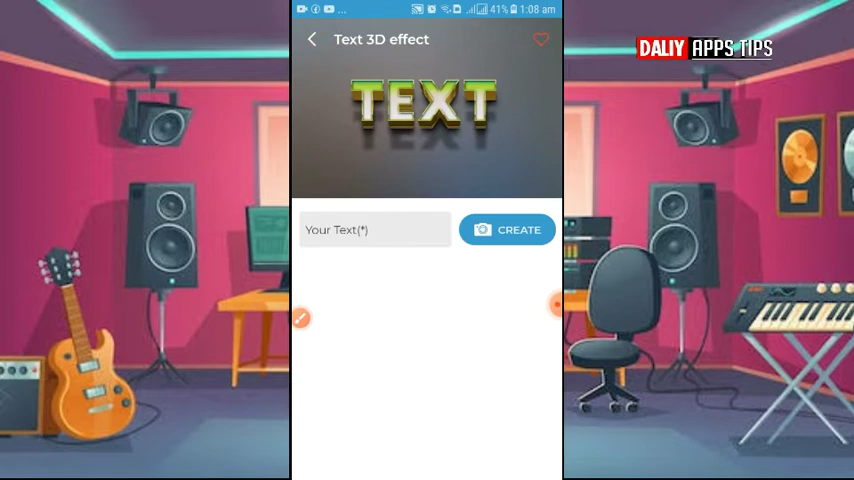 ... 41% 1:08 am
Text 3D effect
DALIY APPS TIPS
TEXT
Your Text(*)
CREATE